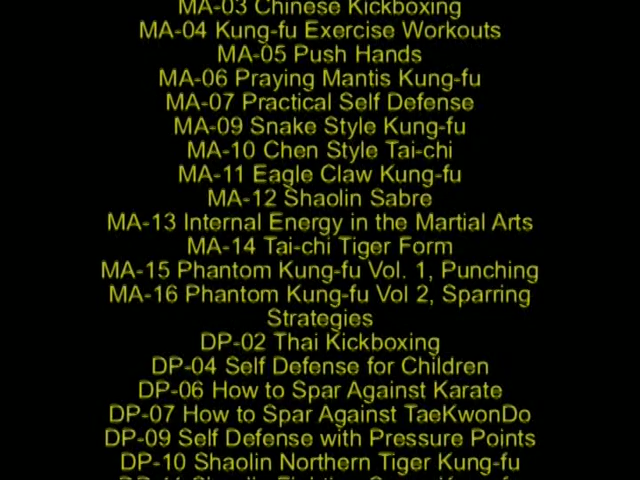 MA-03 Chinese Kickboxing
MA-04 Kung-fu Exercise Workouts
MA-05 Push Hands
MA-06 Praying Mantis Kung-fu
MA-07 Practical Self Defense
MA-09 Snake Style Kung-fu
MA-10 Chen Style Tai-chi
MA-11 Eagle Claw Kung-fu
MA-12 Shaolin Sabre
MA-13 Internal Energy in the Martial Arts
MA-14 Tai-chi Tiger Form
MA-15 Phantom Kung-fu Vol. 1, Punching
MA-16 Phantom Kung-fu Vol 2, Sparring
Strategies
DP-02 Thai Kickboxing
DP-04 Self Defense for Children
DP-06 How to Spar Against Karate
DP-07 How to Spar Against TaeKwonDo
DP-09 Self Defense with Pressure Points
DP-10 Shaolin Northern Tiger Kung-fu